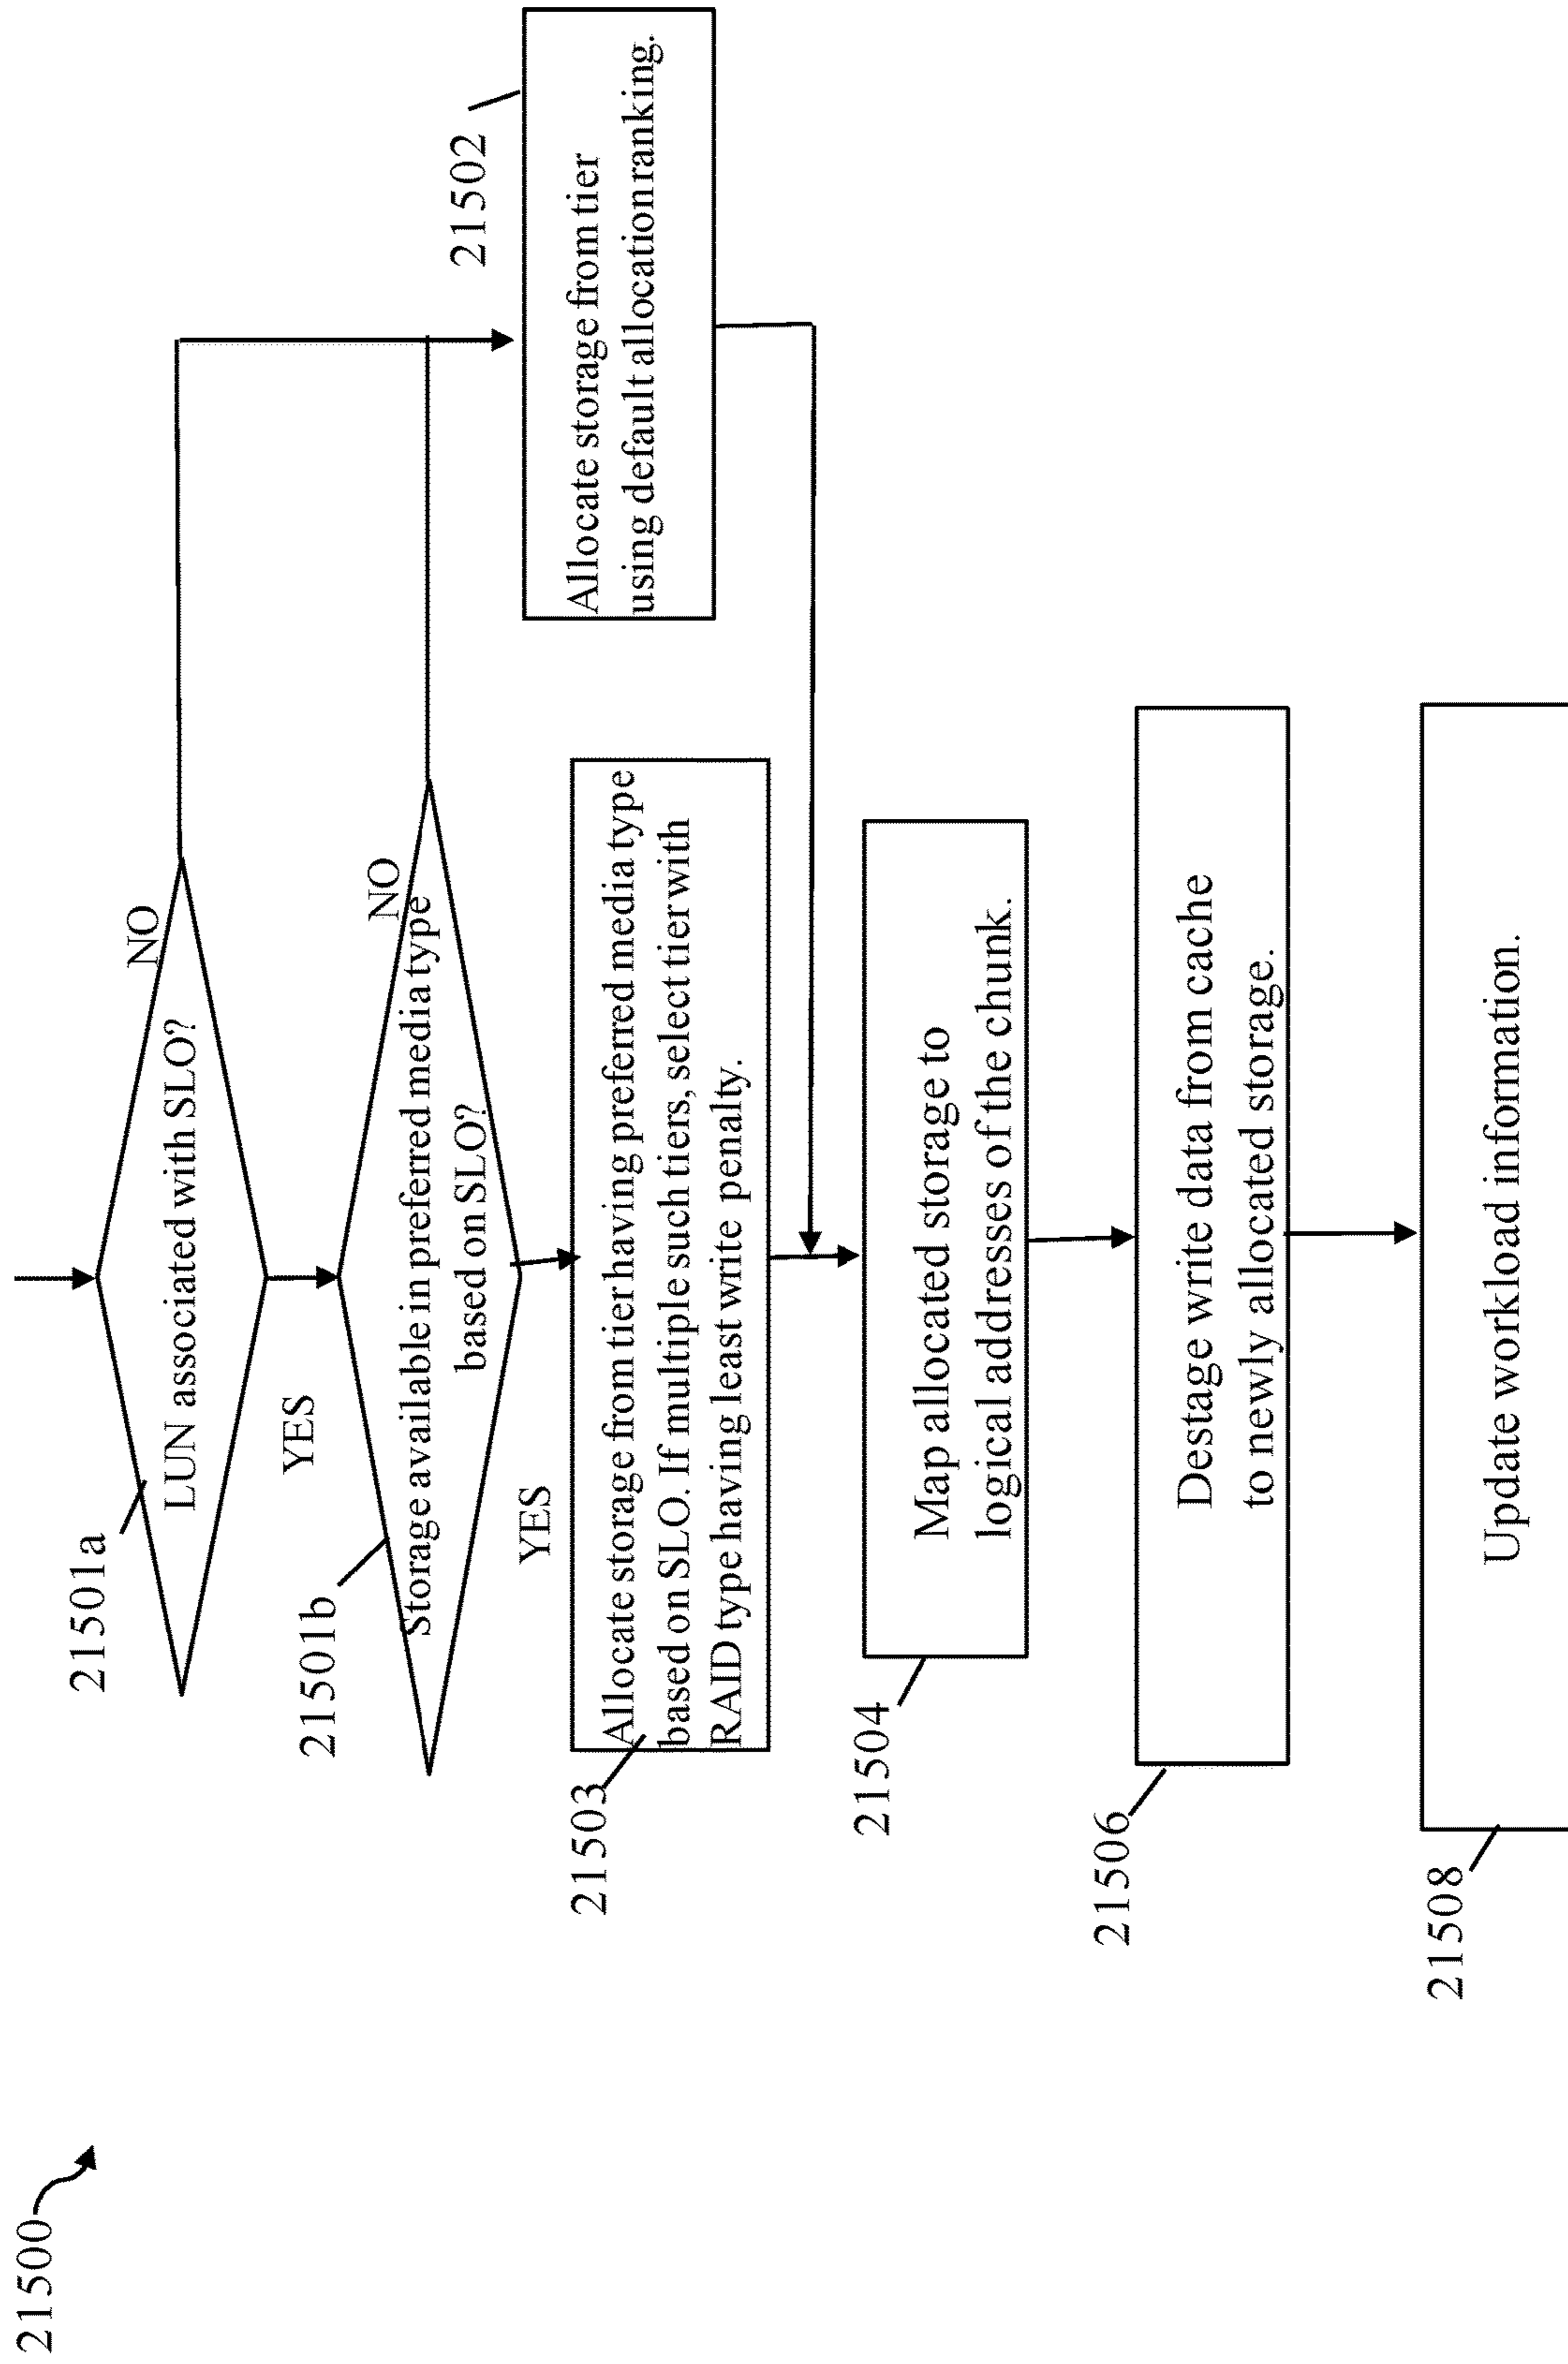 21500
21501a
LUN associated with SLO?
NO
YES
21501b
Storage available in preferred media type
based on SLO?
NO
YES
21502
Allocate storage from tier
using default allocation ranking.
21503
Allocate storage from tier having preferred media type
based on SLO. If multiple such tiers, select tier with
RAID type having least write penalty.
21504
Map allocated storage to
logical addresses of the chunk.
21506
Destage write data from cache
to newly allocated storage.
21508
Update workload information.